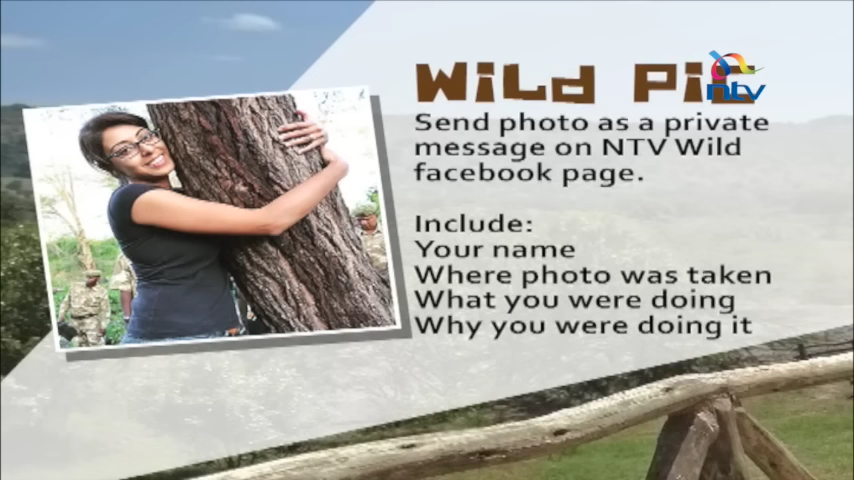 Wild Pic
ntv
Send photo as a private
message on NTV Wild
facebook page.
Include:
Your name
Where photo was taken
What you were doing
Why you were doing it